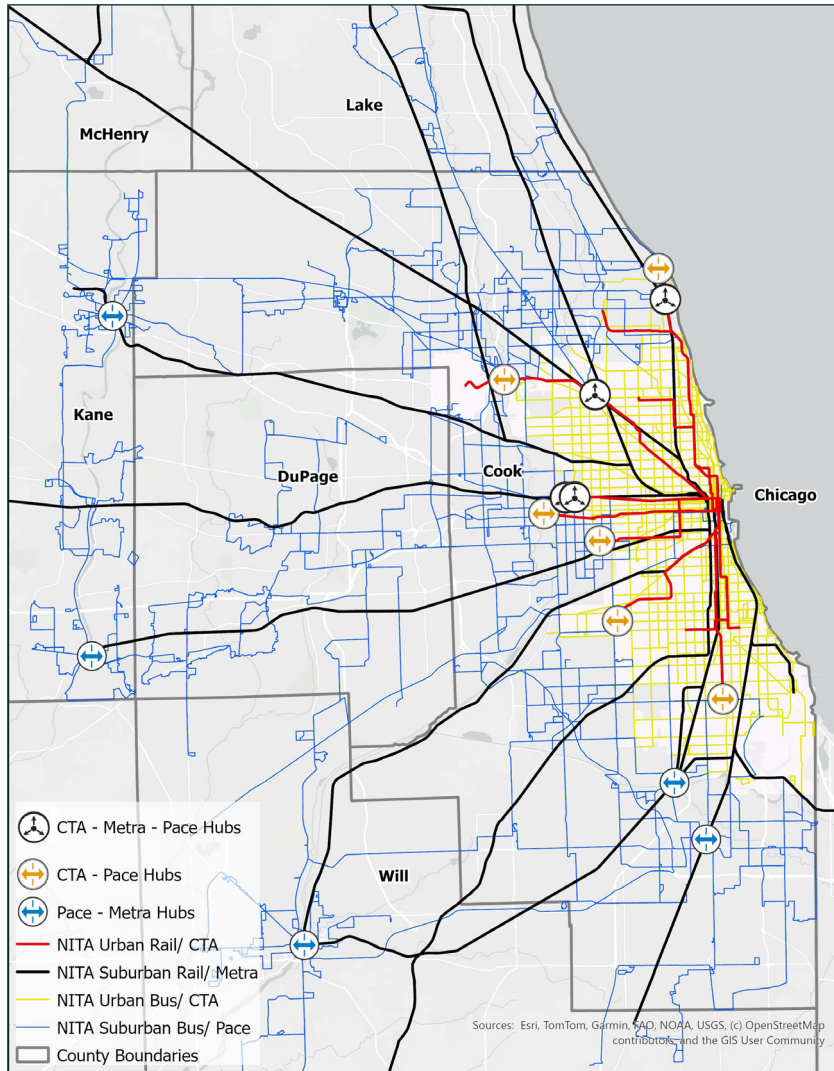 Lake
McHenry
Kane
DuPage
Cook
Chicago
Will
CTA - Metra - Pace Hubs
CTA - Pace Hubs
Pace - Metra Hubs
NITA Urban Rail/ CTA
NITA Suburban Rail/ Metra
NITA Urban Bus/ CTA
NITA Suburban Bus/ Pace
County Boundaries
Sources: Esri, TomTom, Garmin, FAO, NOAA, USGS, (c) OpenStreetMap
contributors, and the GIS User Community